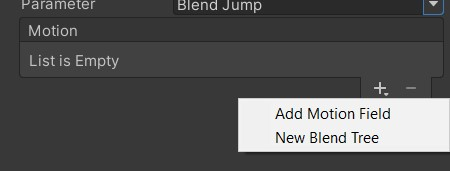 Parameter Blend Jump
Motion
List is Empty
Add Motion Field
New Blend Tree